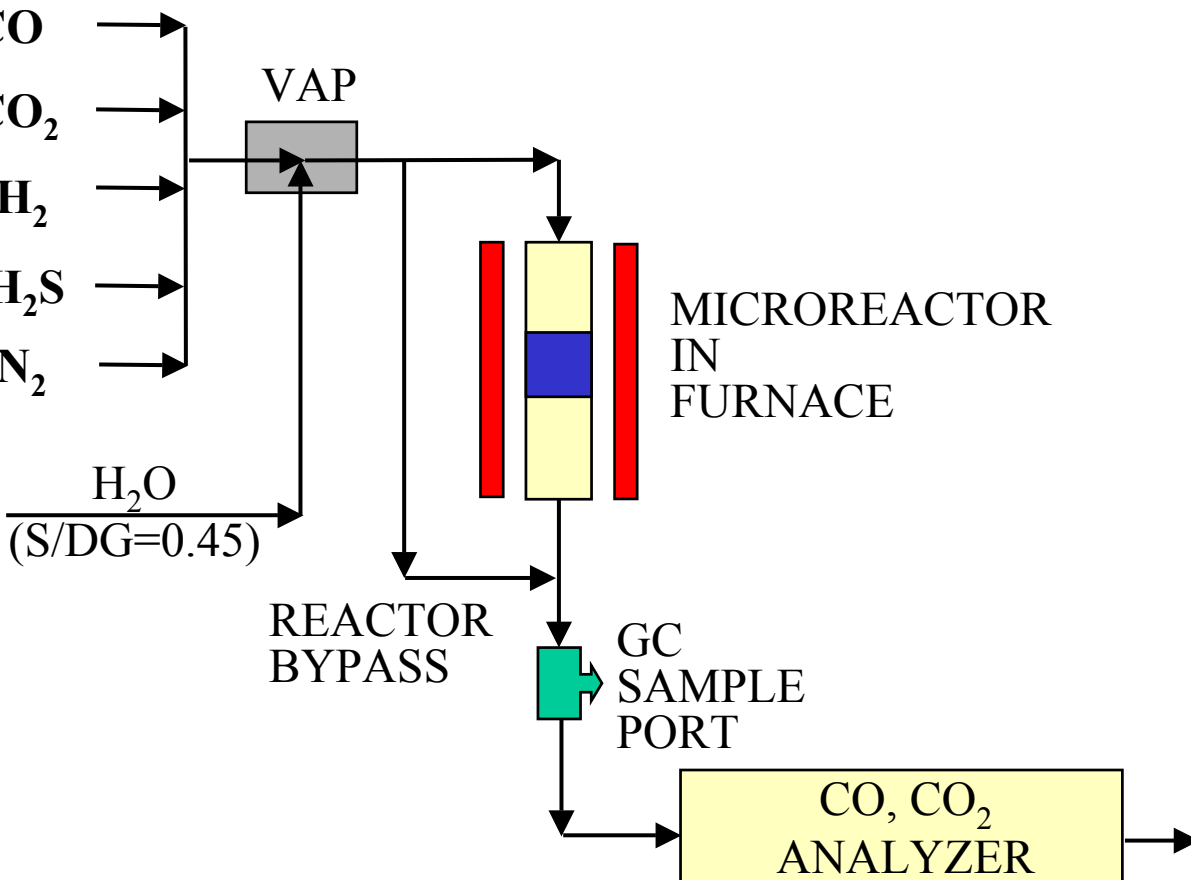 CO
VAP
CO₂
H₂
H₂S
N₂
MICROREACTOR
IN
FURNACE
H₂O
(S/DG=0.45)
REACTOR
BYPASS
GC
SAMPLE
PORT
CO, CO₂
ANALYZER